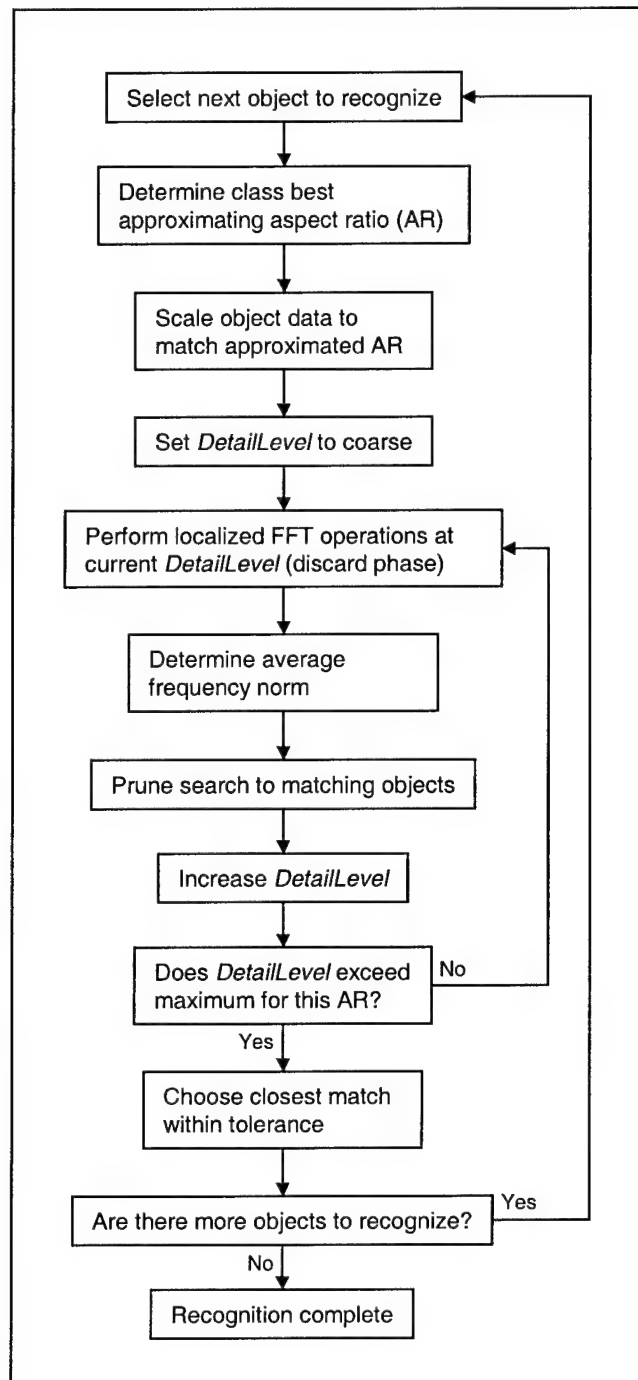 Select next object to recognize
Determine class best
approximating aspect ratio (AR)
Scale object data to
match approximated AR
Set DetailLevel to coarse
Perform localized FFT operations at
current DetailLevel (discard phase)
Determine average
frequency norm
Prune search to matching objects
Increase DetailLevel
Does DetailLevel exceed
maximum for this AR?
No
Yes
Choose closest match
within tolerance
Are there more objects to recognize?
Yes
No
Recognition complete